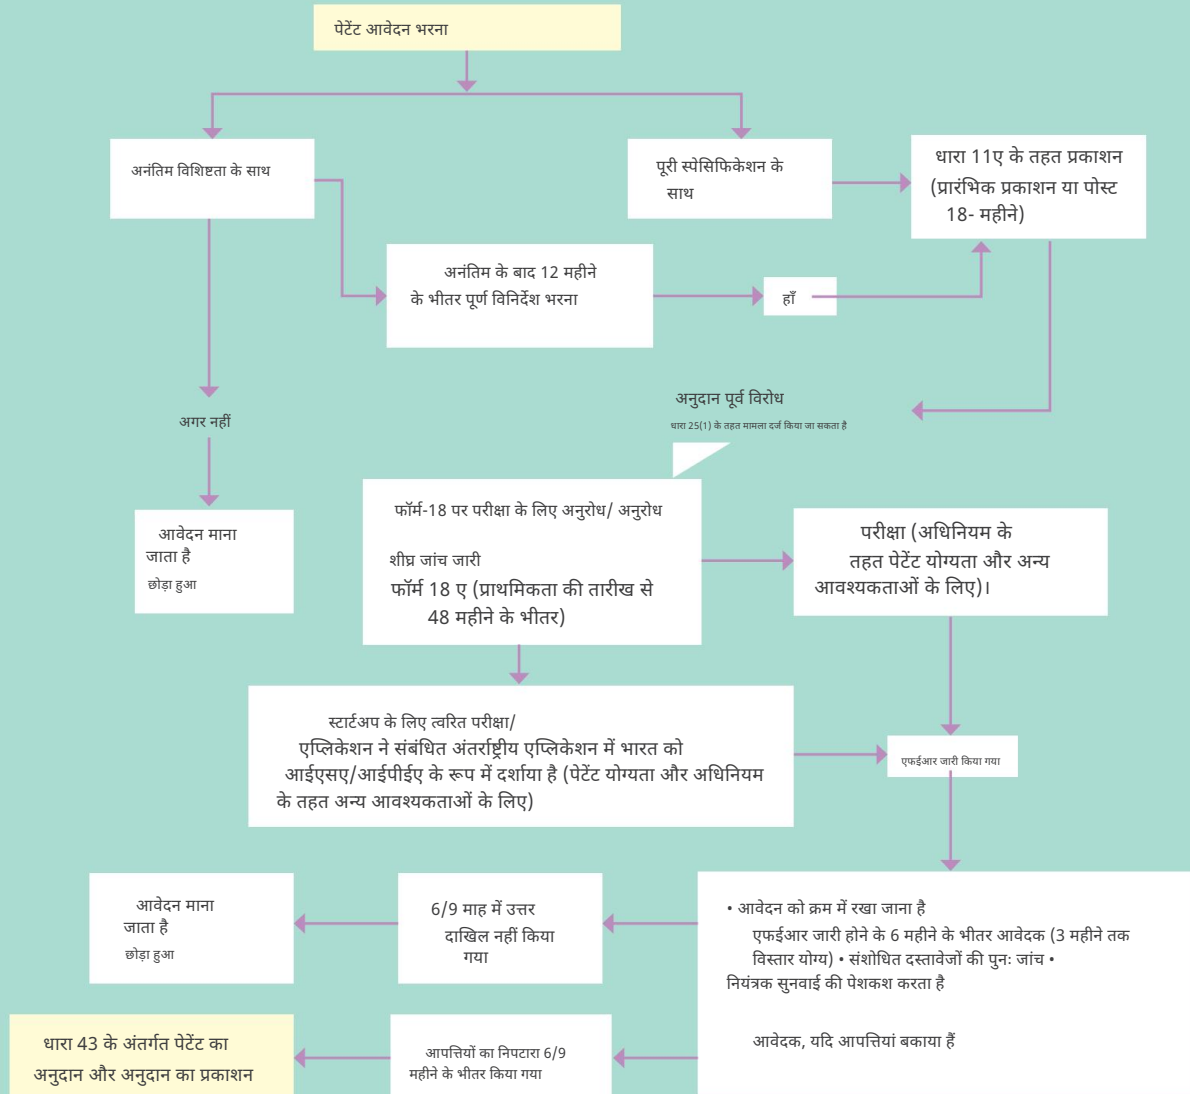 पेटेंट आवेदन भरना
अनंतिम विशिष्टता के साथ
पूरी स्पेसिफिकेशन के
साथ
धारा 11ए के तहत प्रकाशन
(प्रारंभिक प्रकाशन या पोस्ट
18- महीने)
अनंतिम के बाद 12 महीने
के भीतर पूर्ण विनिर्देश भरना
हाँ
अगर नहीं
अनुदान पूर्व विरोध
धारा 25(1) के तहत मामला दर्ज किया जा सकता है
आवेदन माना
जाता है
छोड़ा हुआ
फॉर्म-18 पर परीक्षा के लिए अनुरोध/ अनुरोध
शीघ्र जांच जारी
फॉर्म 18 ए (प्राथमिकता की तारीख से
48 महीने के भीतर)
परीक्षा (अधिनियम के
तहत पेटेंट योग्यता और अन्य
आवश्यकताओं के लिए)।
स्टार्टअप के लिए त्वरित परीक्षा/
एप्लिकेशन ने संबंधित अंतर्राष्ट्रीय एप्लिकेशन में भारत को
आईएसए/आईपीईए के रूप में दर्शाया है (पेटेंट योग्यता और अधिनियम
के तहत अन्य आवश्यकताओं के लिए)
एफईआर जारी किया गया
आवेदन माना
जाता है
छोड़ा हुआ
6/9 माह में उत्तर
दाखिल नहीं किया
गया
• आवेदन को क्रम में रखा जाना है
एफईआर जारी होने के 6 महीने के भीतर आवेदक (3 महीने तक
विस्तार योग्य) • संशोधित दस्तावेजों की पुनः जांच •
नियंत्रक सुनवाई की पेशकश करता है
आवेदक, यदि आपत्तियां बकाया हैं
धारा 43 के अंतर्गत पेटेंट का
अनुदान और अनुदान का प्रकाशन
आपत्तियों का निपटारा 6/9
महीने के भीतर किया गया